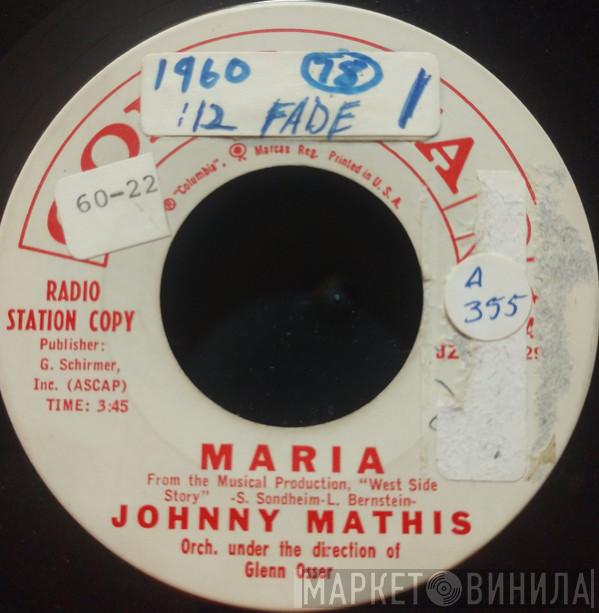 1960 78
:12 FADE 1
CO A
® "Columbia", Marcas Reg. Printed in U.S.A.
60-22
RADIO
STATION COPY
Publisher:
G. Schirmer,
Inc. (ASCAP)
TIME: 3:45
A
355
MARIA
From the Musical Production, "West Side
Story" -S. Sondheim-L. Bernstein-
JOHNNY MATHIS
Orch. under the direction of
Glenn Osser
МАРКЕТ ВИНИЛА